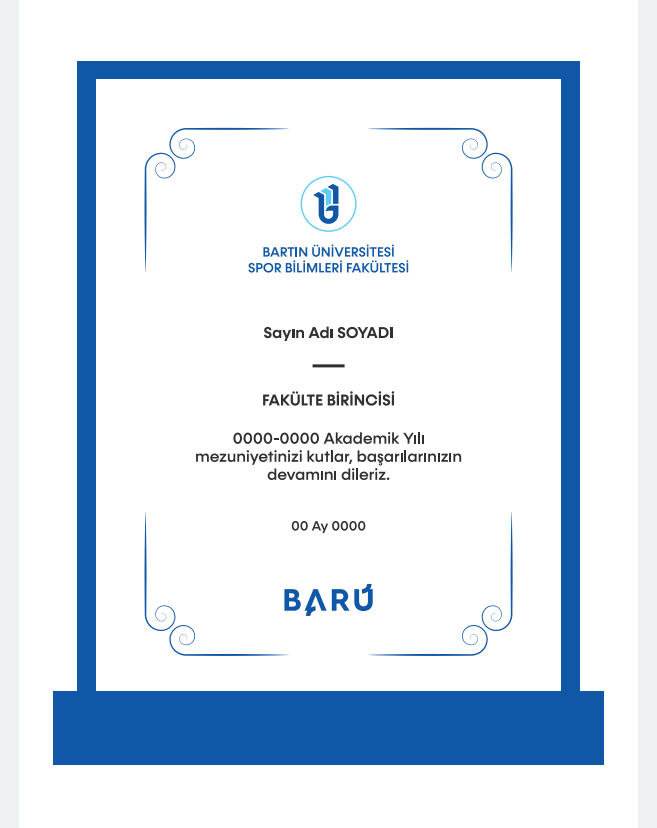 BARTIN ÜNİVERSİTESİ
SPOR BİLİMLERİ FAKÜLTESİ
Sayın Adı SOYADI
FAKÜLTE BİRİNCİSİ
0000-0000 Akademik Yılı
mezuniyetinizi kutlar, başarılarınızın
devamını dileriz.
00 Ay 0000
BARÜ